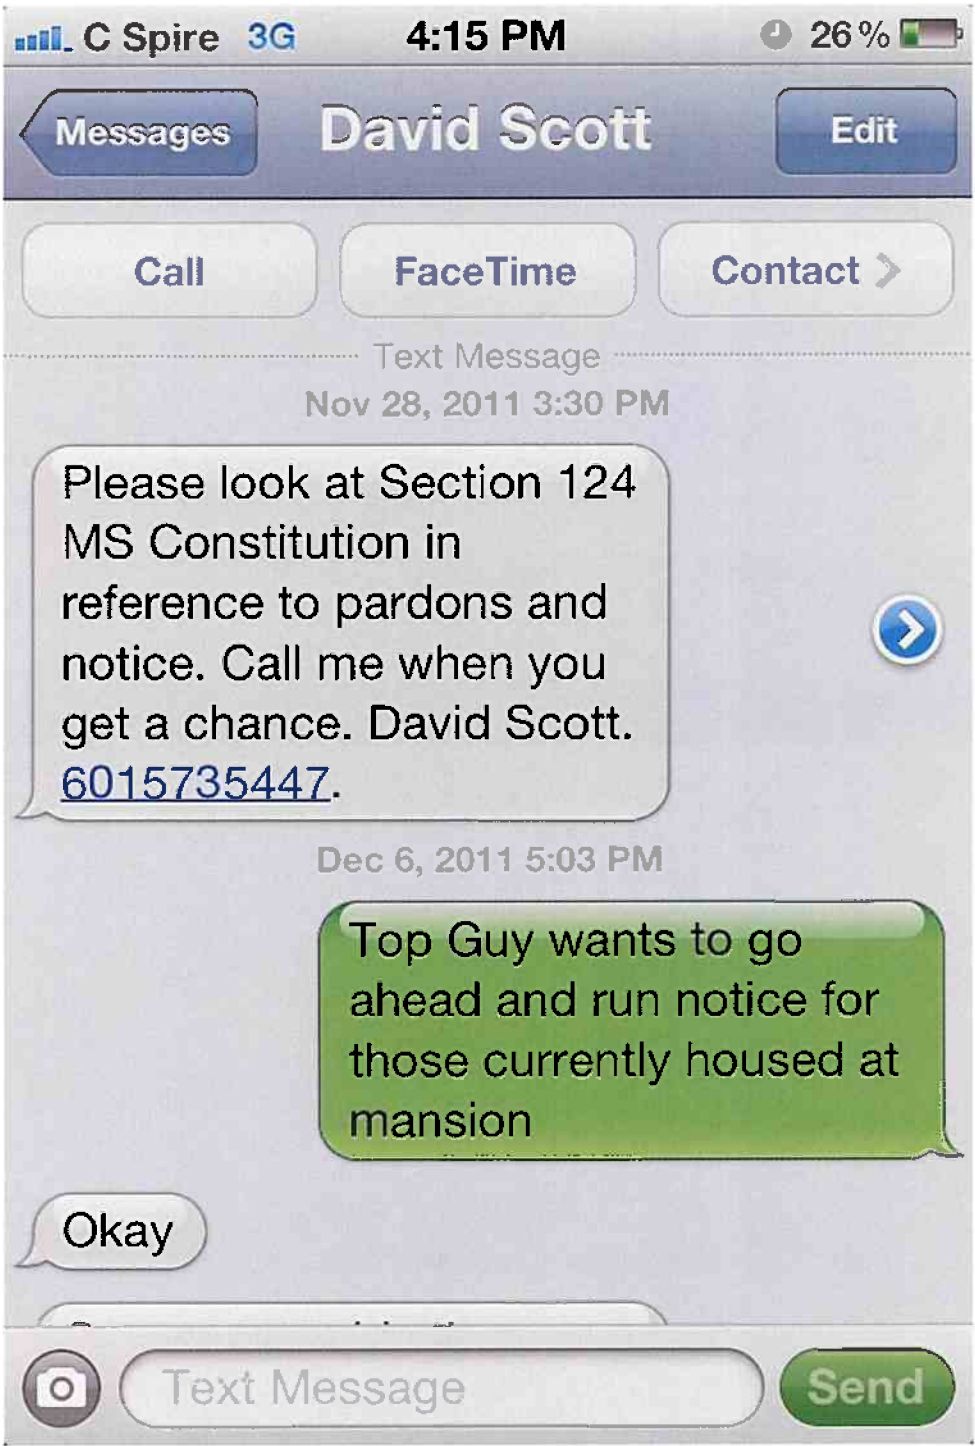 C Spire 3G 4:15 PM 26%
Messages David Scott Edit
Call FaceTime Contact
Text Message
Nov 28, 2011 3:30 PM
Please look at Section 124
MS Constitution in
reference to pardons and
notice. Call me when you
get a chance. David Scott.
6015735447.
Dec 6, 2011 5:03 PM
Top Guy wants to go
ahead and run notice for
those currently housed at
mansion
Okay
Text Message Send